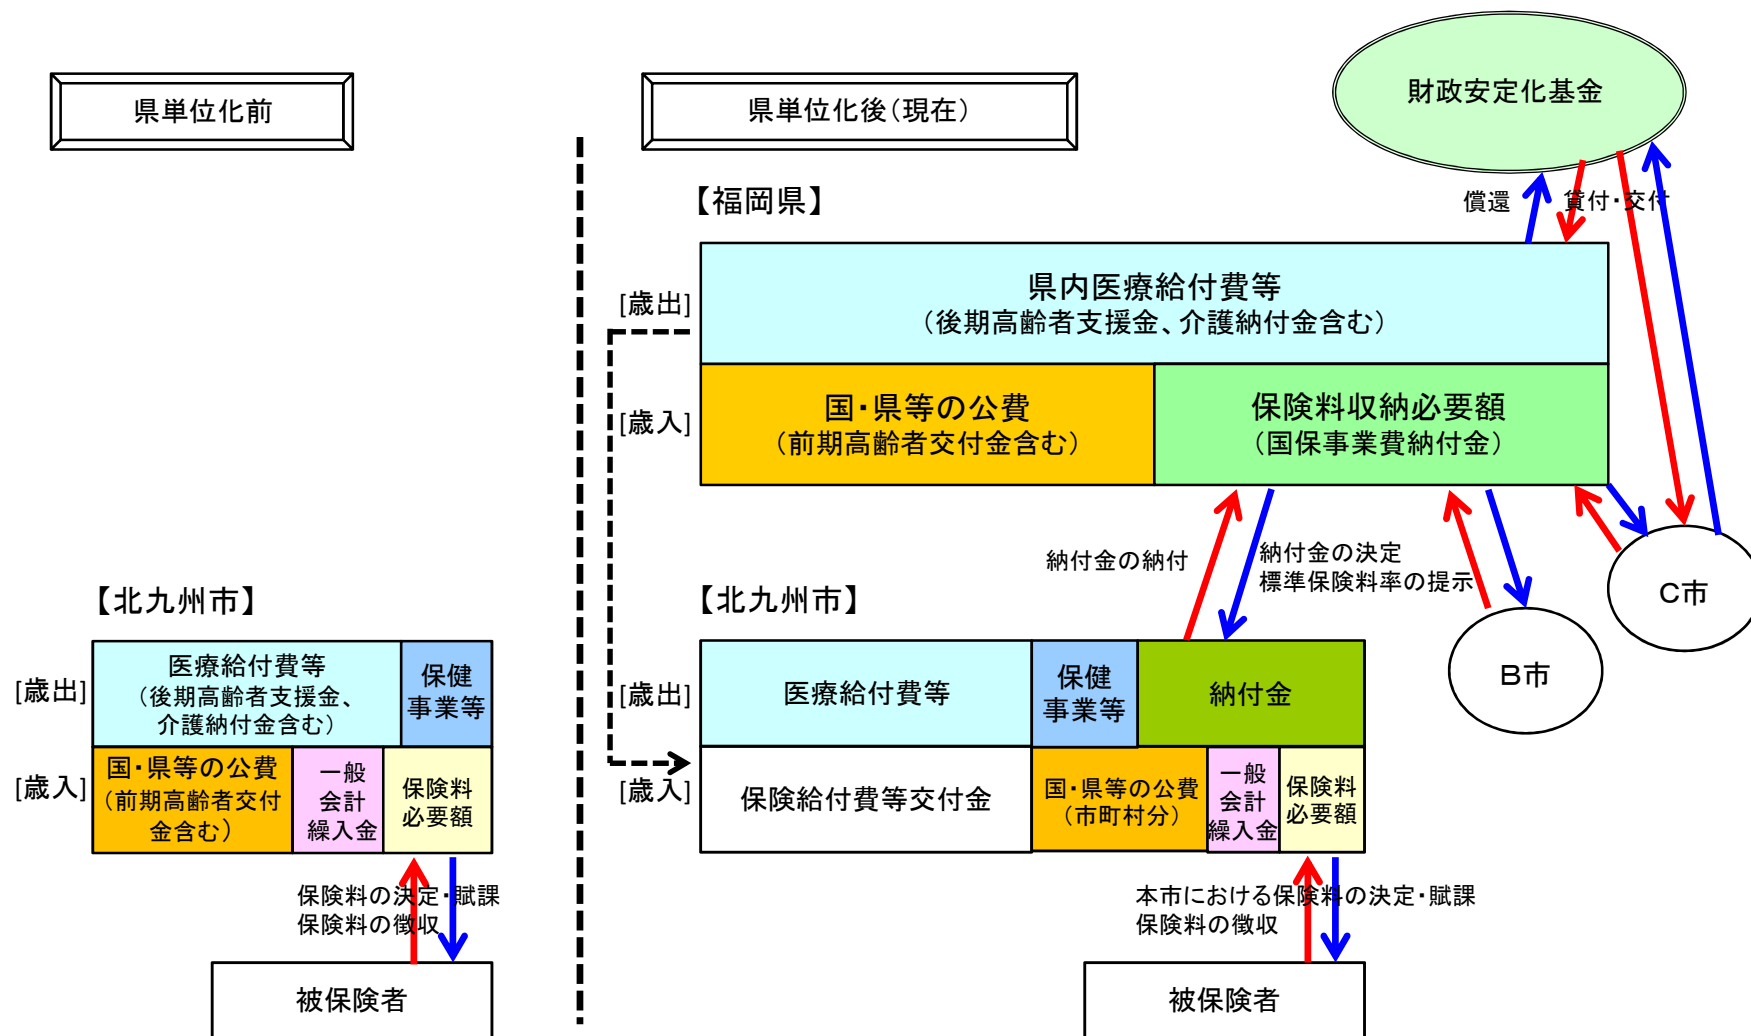 県単位化前
県単位化後(現在)
財政安定化基金
【福岡県】
償還
貸付・交付
[歳出]
県内医療給付費等
(後期高齢者支援金、介護納付金含む)
[歳入]
国・県等の公費
(前期高齢者交付金含む)
保険料収納必要額
(国保事業費納付金)
納付金の納付
納付金の決定
標準保険料率の提示
C市
B市
【北九州市】
[歳出]
医療給付費等
(後期高齢者支援金、
介護納付金含む)
保健
事業等
[歳入]
国・県等の公費
(前期高齢者交付
金含む)
一般
会計
繰入金
保険料
必要額
保険料の決定・賦課
保険料の徴収
被保険者
【北九州市】
[歳出]
医療給付費等
保健
事業等
納付金
[歳入]
保険給付費等交付金
国・県等の公費
(市町村分)
一般
会計
繰入金
保険料
必要額
本市における保険料の決定・賦課
保険料の徴収
被保険者